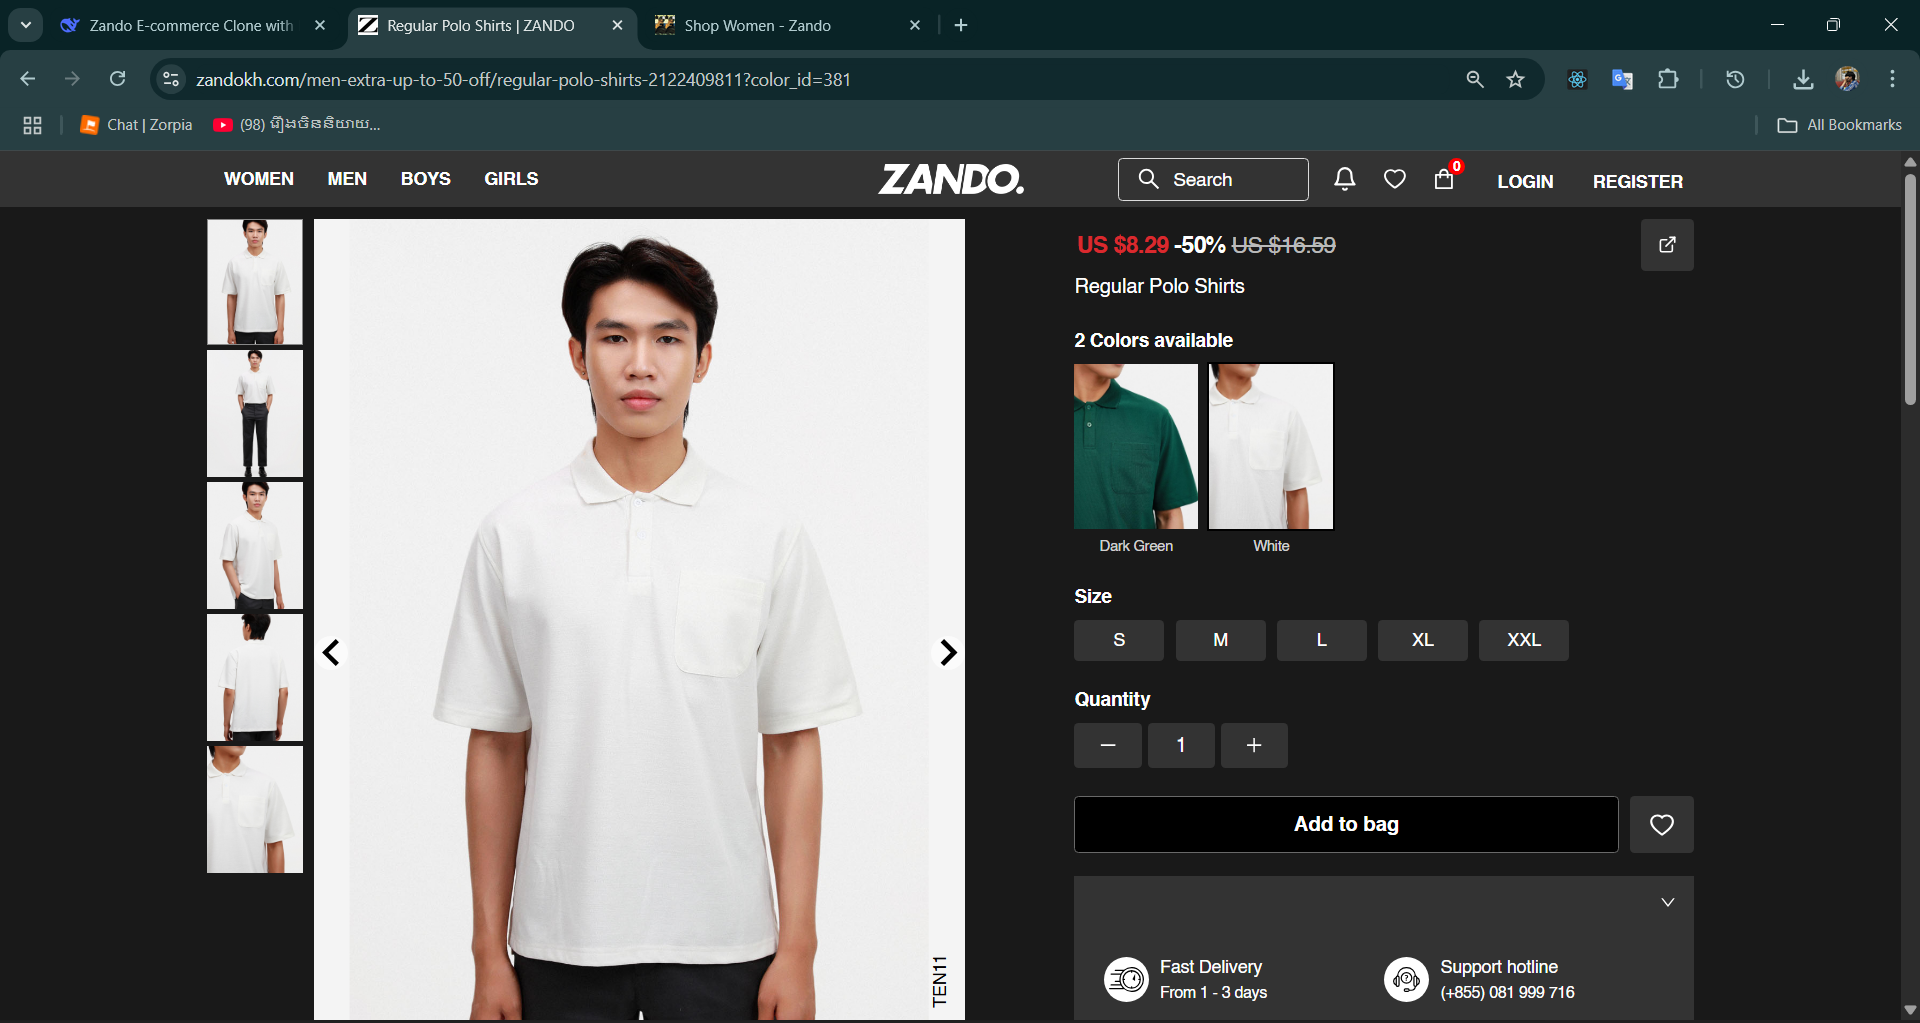 Zando E-commerce Clone with
Regular Polo Shirts | ZANDO
Shop Women - Zando
zandokh.com/men-extra-up-to-50-off/regular-polo-shirts-2122409811?color_id=381
Chat | Zorpia
(98) រឿងចិននិយាយ...
All Bookmarks
WOMEN
MEN
BOYS
GIRLS
ZANDO.
Search
0
LOGIN
REGISTER
US $8.29 -50% US $16.59
Regular Polo Shirts
2 Colors available
Dark Green
White
Size
S
M
L
XL
XXL
Quantity
1
Add to bag
TEN11
Fast Delivery
From 1 - 3 days
Support hotline
(+855) 081 999 716